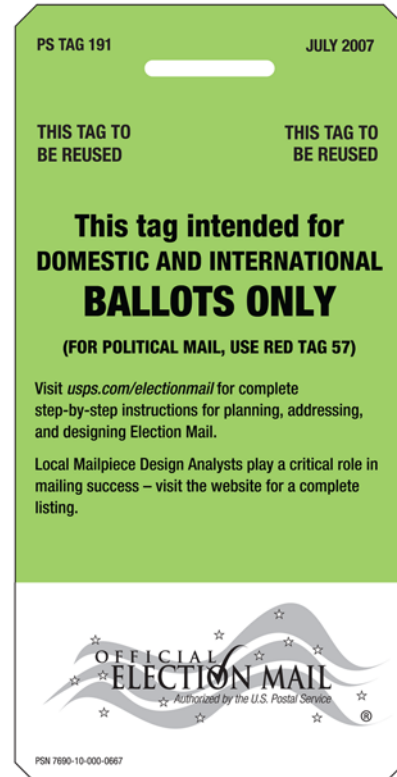 PS TAG 191
JULY 2007
THIS TAG TO
BE REUSED
THIS TAG TO
BE REUSED
This tag intended for
DOMESTIC AND INTERNATIONAL
BALLOTS ONLY
(FOR POLITICAL MAIL, USE RED TAG 57)
Visit usps.com/electionmail for complete
step-by-step instructions for planning, addressing,
and designing Election Mail.
Local Mailpiece Design Analysts play a critical role in
mailing success – visit the website for a complete
listing.
OFFICIAL
ELECTION MAIL
Authorized by the U.S. Postal Service
®
PSN 7690-10-000-0667